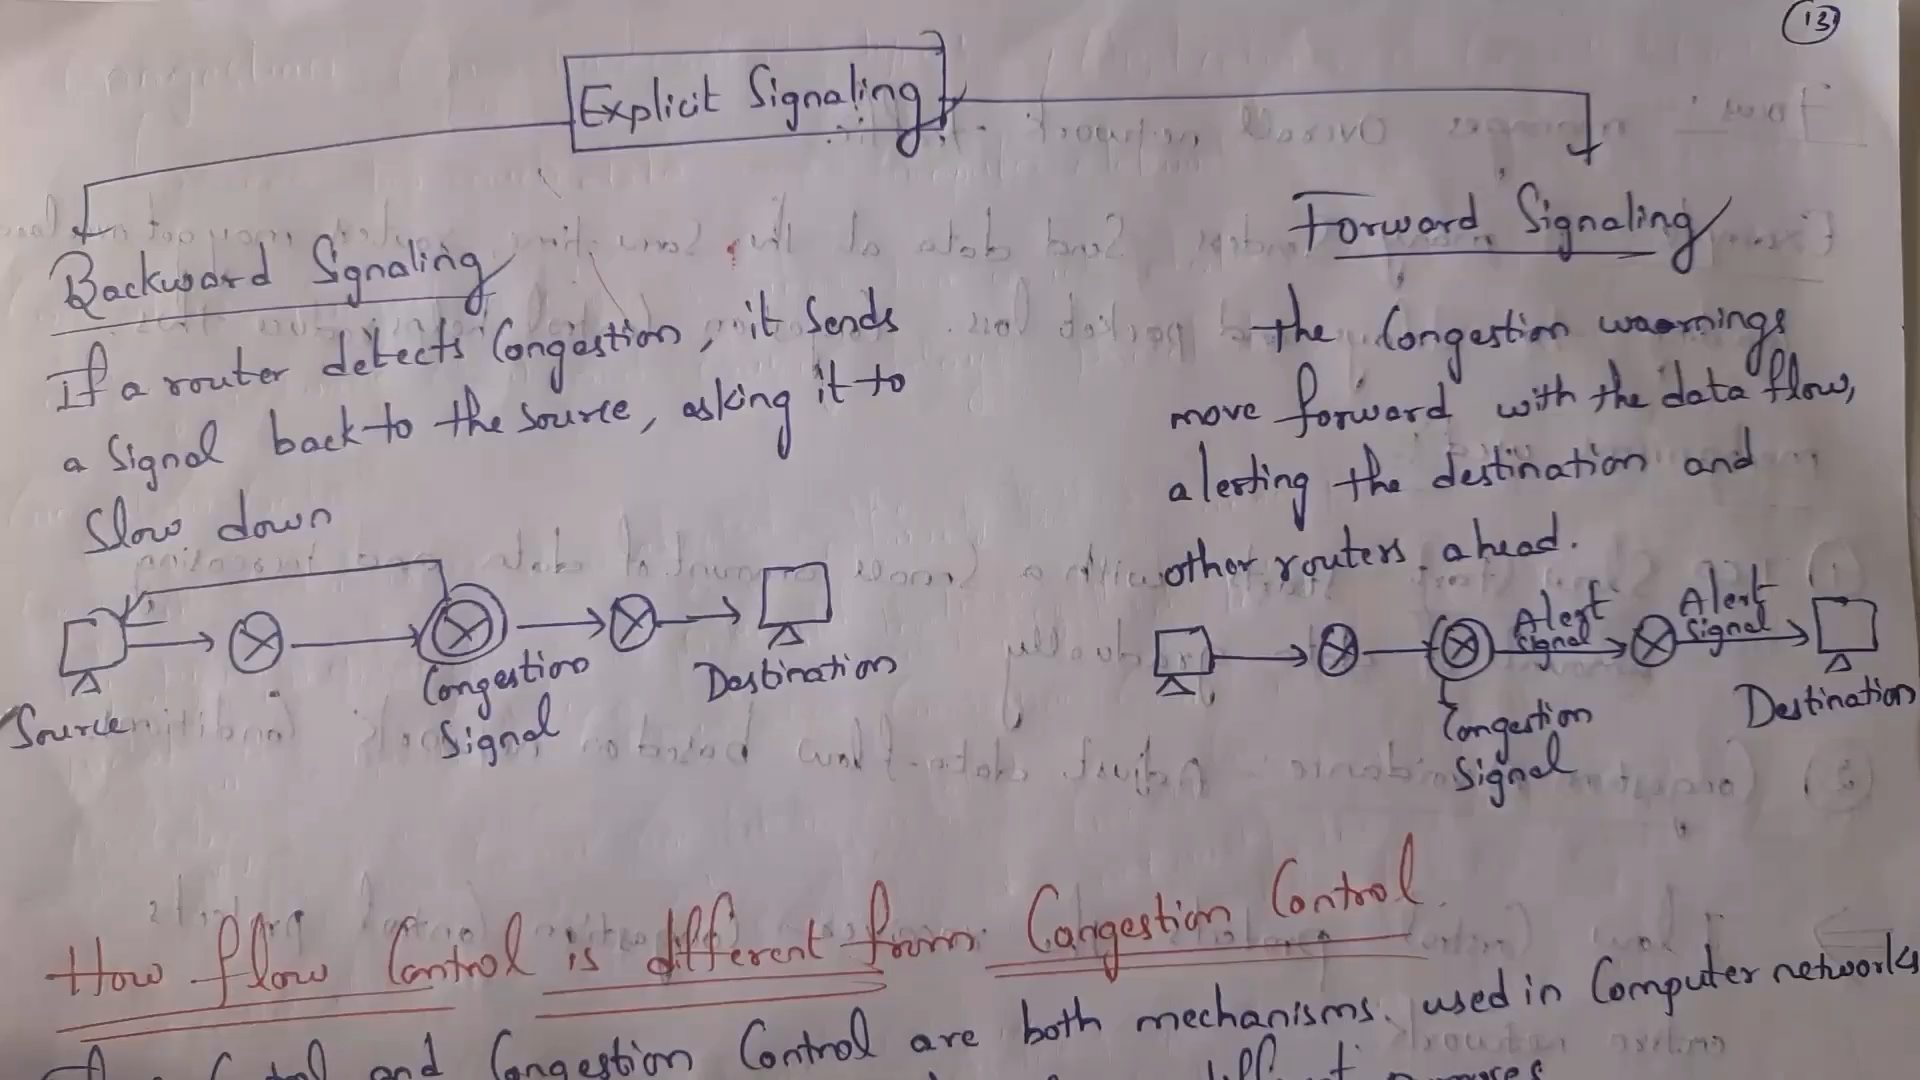 13
Explicit Signaling
Backward Signaling
If a router detects Congestion, it sends
a Signal back to the source, asking it to
Slow down
Source
Congestion
Signal
Destination
Forward Signaling
the Congestion waornings
move forward with the data flow,
alerting the destination and
other routers ahead.
Alert
Signal
Alert
Signal
Congestion
Signal
Destination
How flow Control is different from Congestion Control
and Congestion Control are both mechanisms used in Computer networks